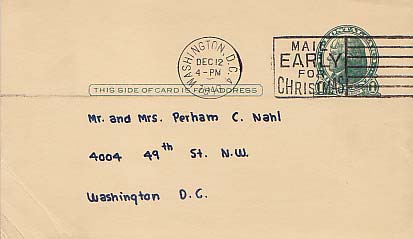 WASHINGTON, D.C.
DEC 12
4-PM
MAIL
EARLY
FOR
CHRISTMAS
THIS SIDE OF CARD IS FOR ADDRESS
Mr. and Mrs. Perham C. Nahl
4004 49th St. N.W.
Washington D.C.